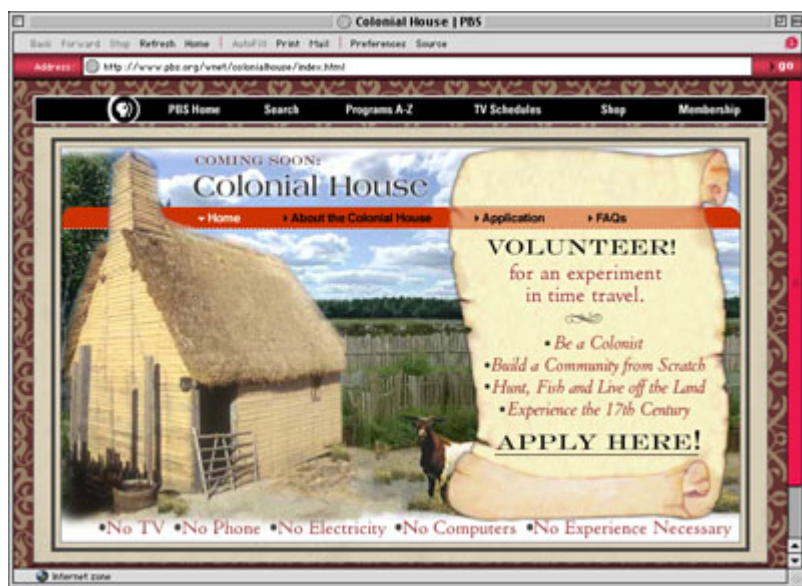 Colonial House | PBS
Back Forward Stop Refresh Home AutoFill Print Mail Preferences Source
Address: http://www.pbs.org/wnet/colonialhouse/index.html go
PBS Home Search Programs A-Z TV Schedules Shop Membership
COMING SOON:
Colonial House
Home About the Colonial House Application FAQs
VOLUNTEER!
for an experiment
in time travel.
•Be a Colonist
•Build a Community from Scratch
•Hunt, Fish and Live off the Land
•Experience the 17th Century
APPLY HERE!
•No TV •No Phone •No Electricity •No Computers •No Experience Necessary
Internet zone